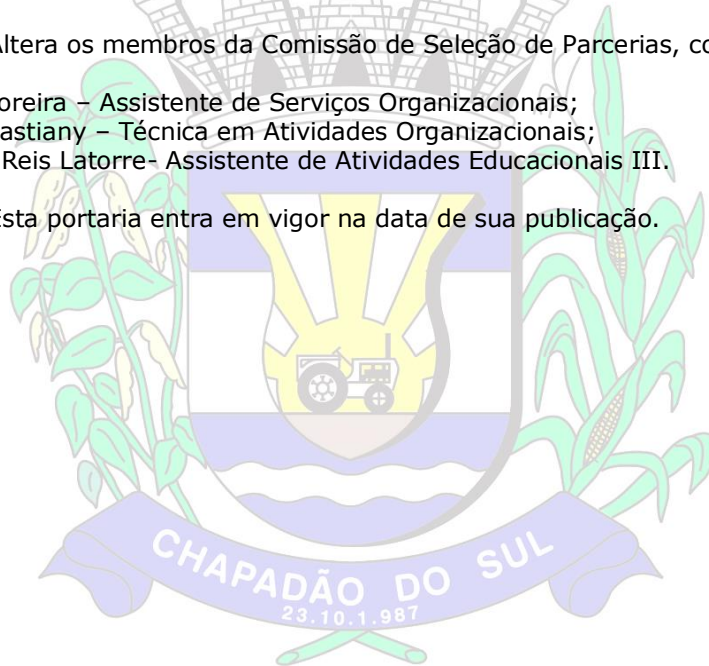 ltera os membros da Comissão de Seleção de Parcerias, co
oreira – Assistente de Serviços Organizacionais;
astiany – Técnica em Atividades Organizacionais;
Reis Latorre- Assistente de Atividades Educacionais III.
sta portaria entra em vigor na data de sua publicação.
CHAPADÃO DO SUL
23.10.1.987